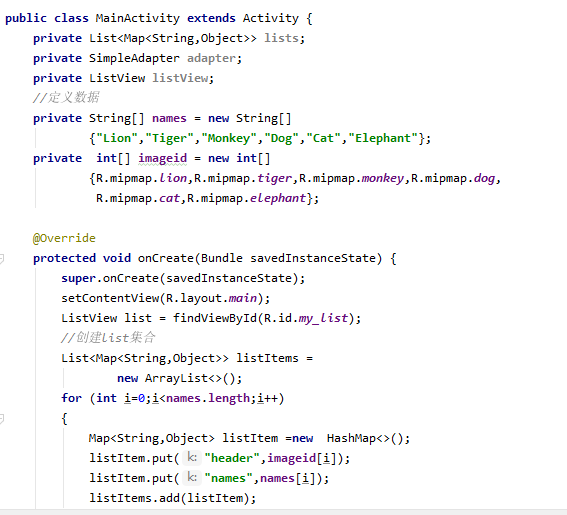 public class MainActivity extends Activity {
private List<Map<String,Object>> lists;
private SimpleAdapter adapter;
private ListView listView;
//定义数据
private String[] names = new String[]
{"Lion","Tiger","Monkey","Dog","Cat","Elephant"};
private  int[] imageid = new int[]
{R.mipmap.lion,R.mipmap.tiger,R.mipmap.monkey,R.mipmap.dog,
R.mipmap.cat,R.mipmap.elephant};
@Override
protected void onCreate(Bundle savedInstanceState) {
super.onCreate(savedInstanceState);
setContentView(R.layout.main);
ListView list = findViewById(R.id.my_list);
//创建list集合
List<Map<String,Object>> listItems =
new ArrayList<>();
for (int i=0;i<names.length;i++)
{
Map<String,Object> listItem =new  HashMap<>();
listItem.put( k: "header",imageid[i]);
listItem.put( k: "names",names[i]);
listItems.add(listItem);